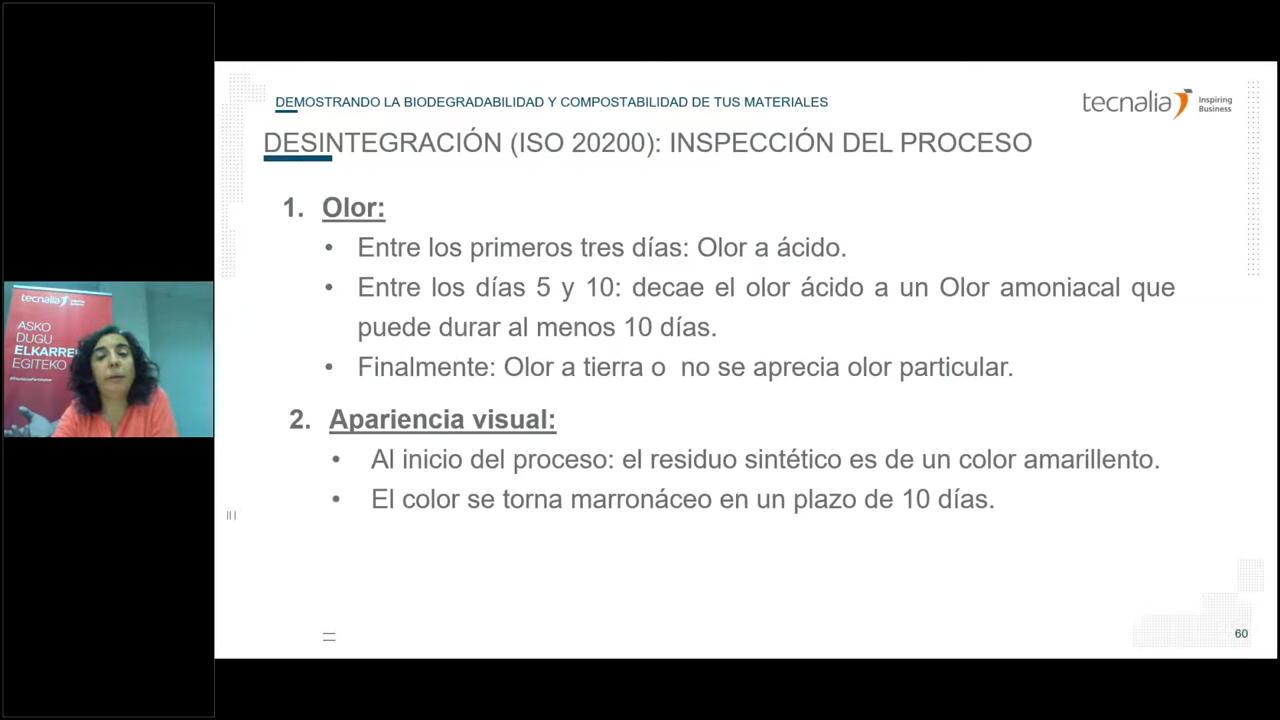 DEMOSTRANDO LA BIODEGRADABILIDAD Y COMPOSTABILIDAD DE TUS MATERIALES
tecnalia Inspiring Business
DESINTEGRACIÓN (ISO 20200): INSPECCIÓN DEL PROCESO
1. Olor:
• Entre los primeros tres días: Olor a ácido.
• Entre los días 5 y 10: decae el olor ácido a un Olor amoniacal que
puede durar al menos 10 días.
• Finalmente: Olor a tierra o no se aprecia olor particular.
2. Apariencia visual:
• Al inicio del proceso: el residuo sintético es de un color amarillento.
• El color se torna marronáceo en un plazo de 10 días.
60
tecnalia
ASKO
DUGU
ELKARRE
EGITEKO